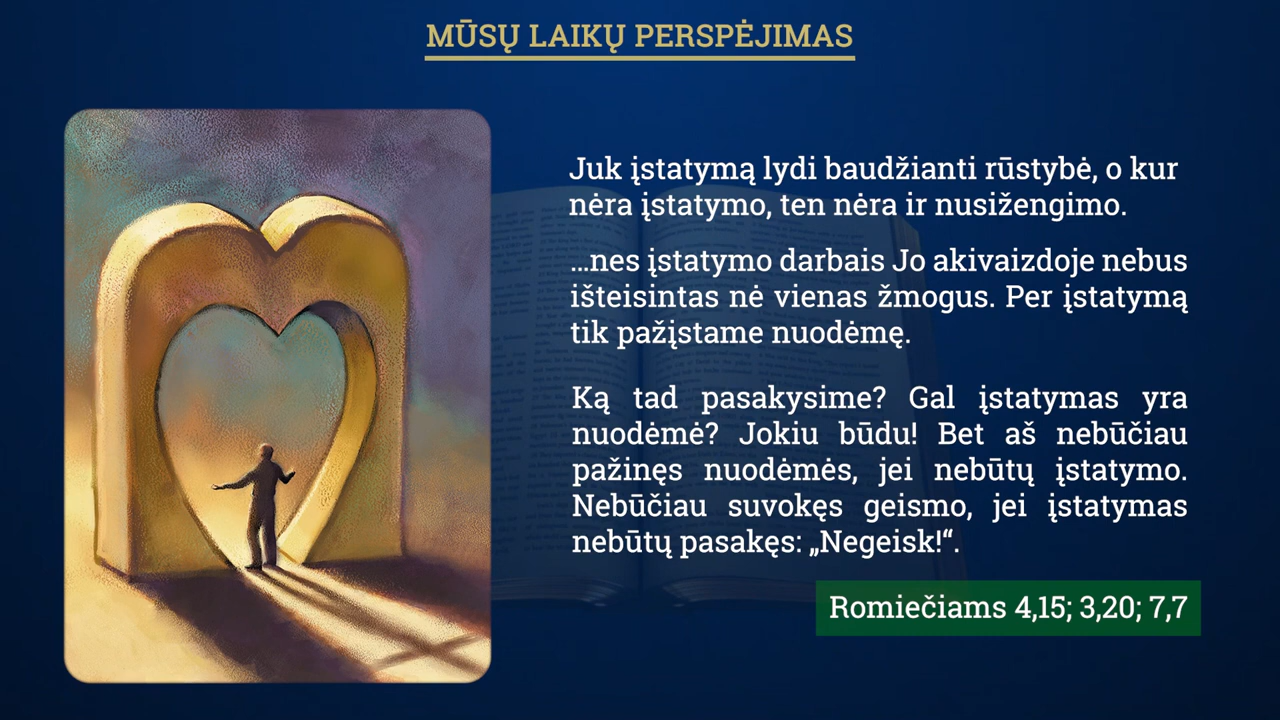 MŪSŲ LAIKŲ PERSPĖJIMAS
Juk įstatymą lydi baudžianti rūstybė, o kur
nėra įstatymo, ten nėra ir nusižengimo.
...nes įstatymo darbais Jo akivaizdoje nebus
išteisintas nė vienas žmogus. Per įstatymą
tik pažįstame nuodėmę.
Ką tad pasakysime? Gal įstatymas yra
nuodėmė? Jokiu būdu! Bet aš nebūčiau
pažinęs nuodėmės, jei nebūtų įstatymo.
Nebūčiau suvokęs geismo, jei įstatymas
nebūtų pasakęs: „Negeisk!“.
Romiečiams 4,15; 3,20; 7,7